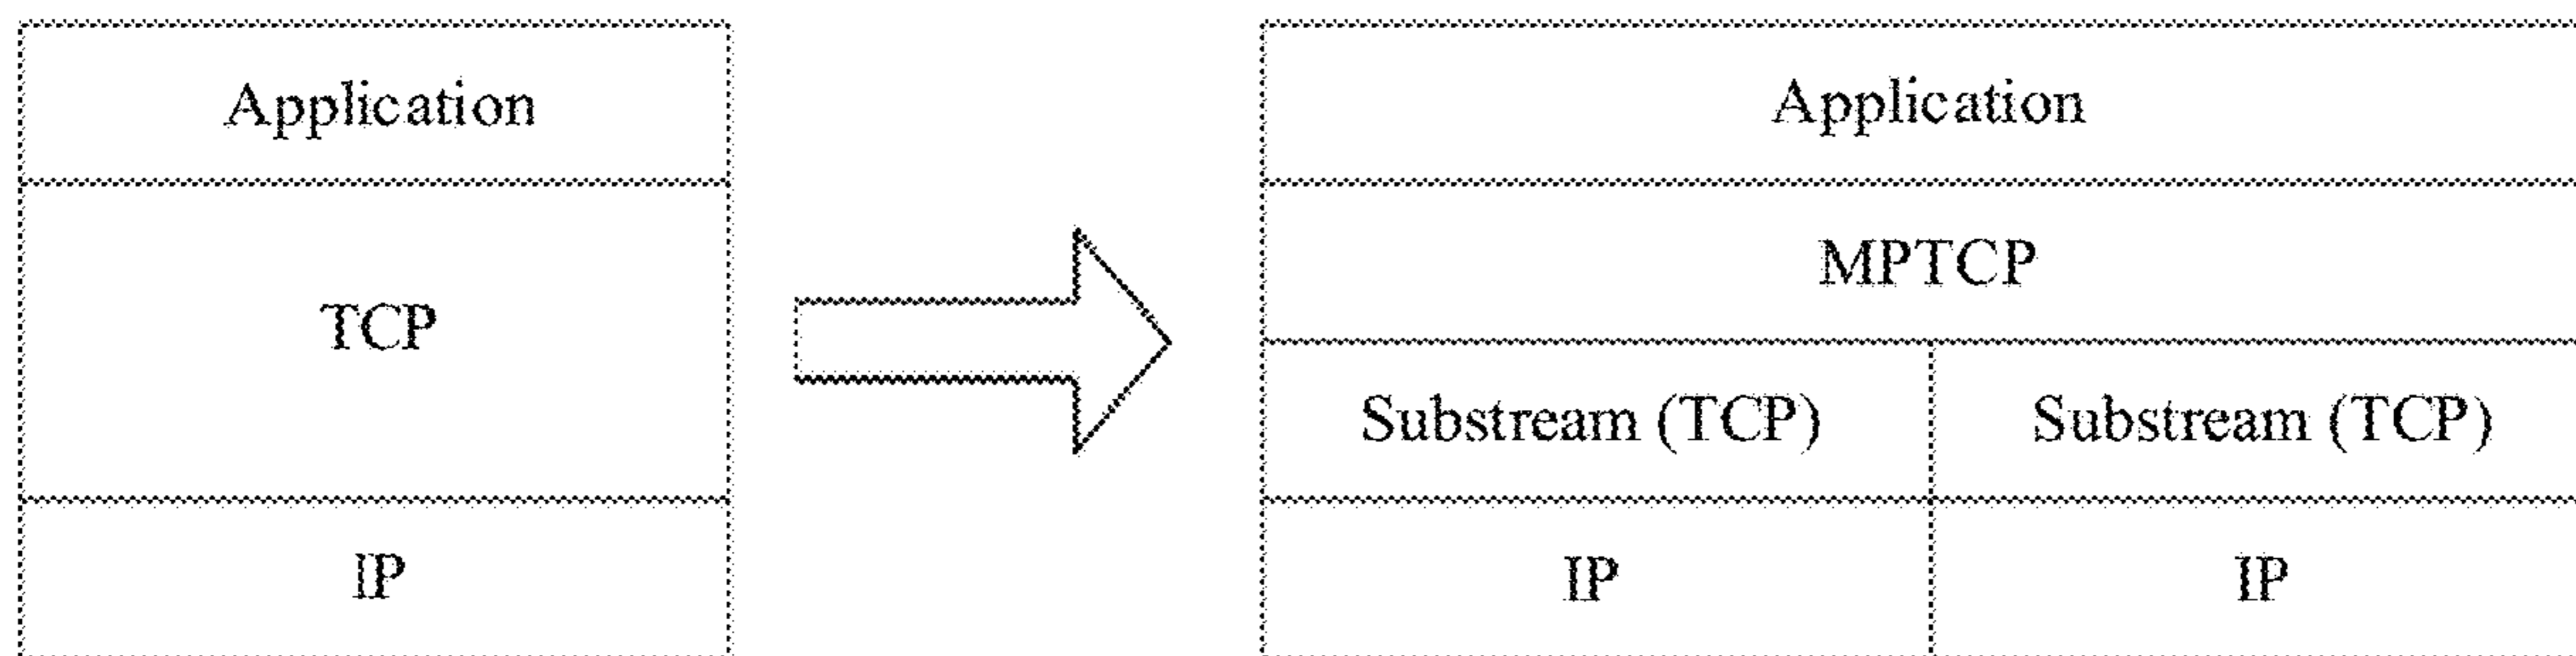 Application
TCP
IP
Application
MPTCP
Substream (TCP) Substream (TCP)
IP IP